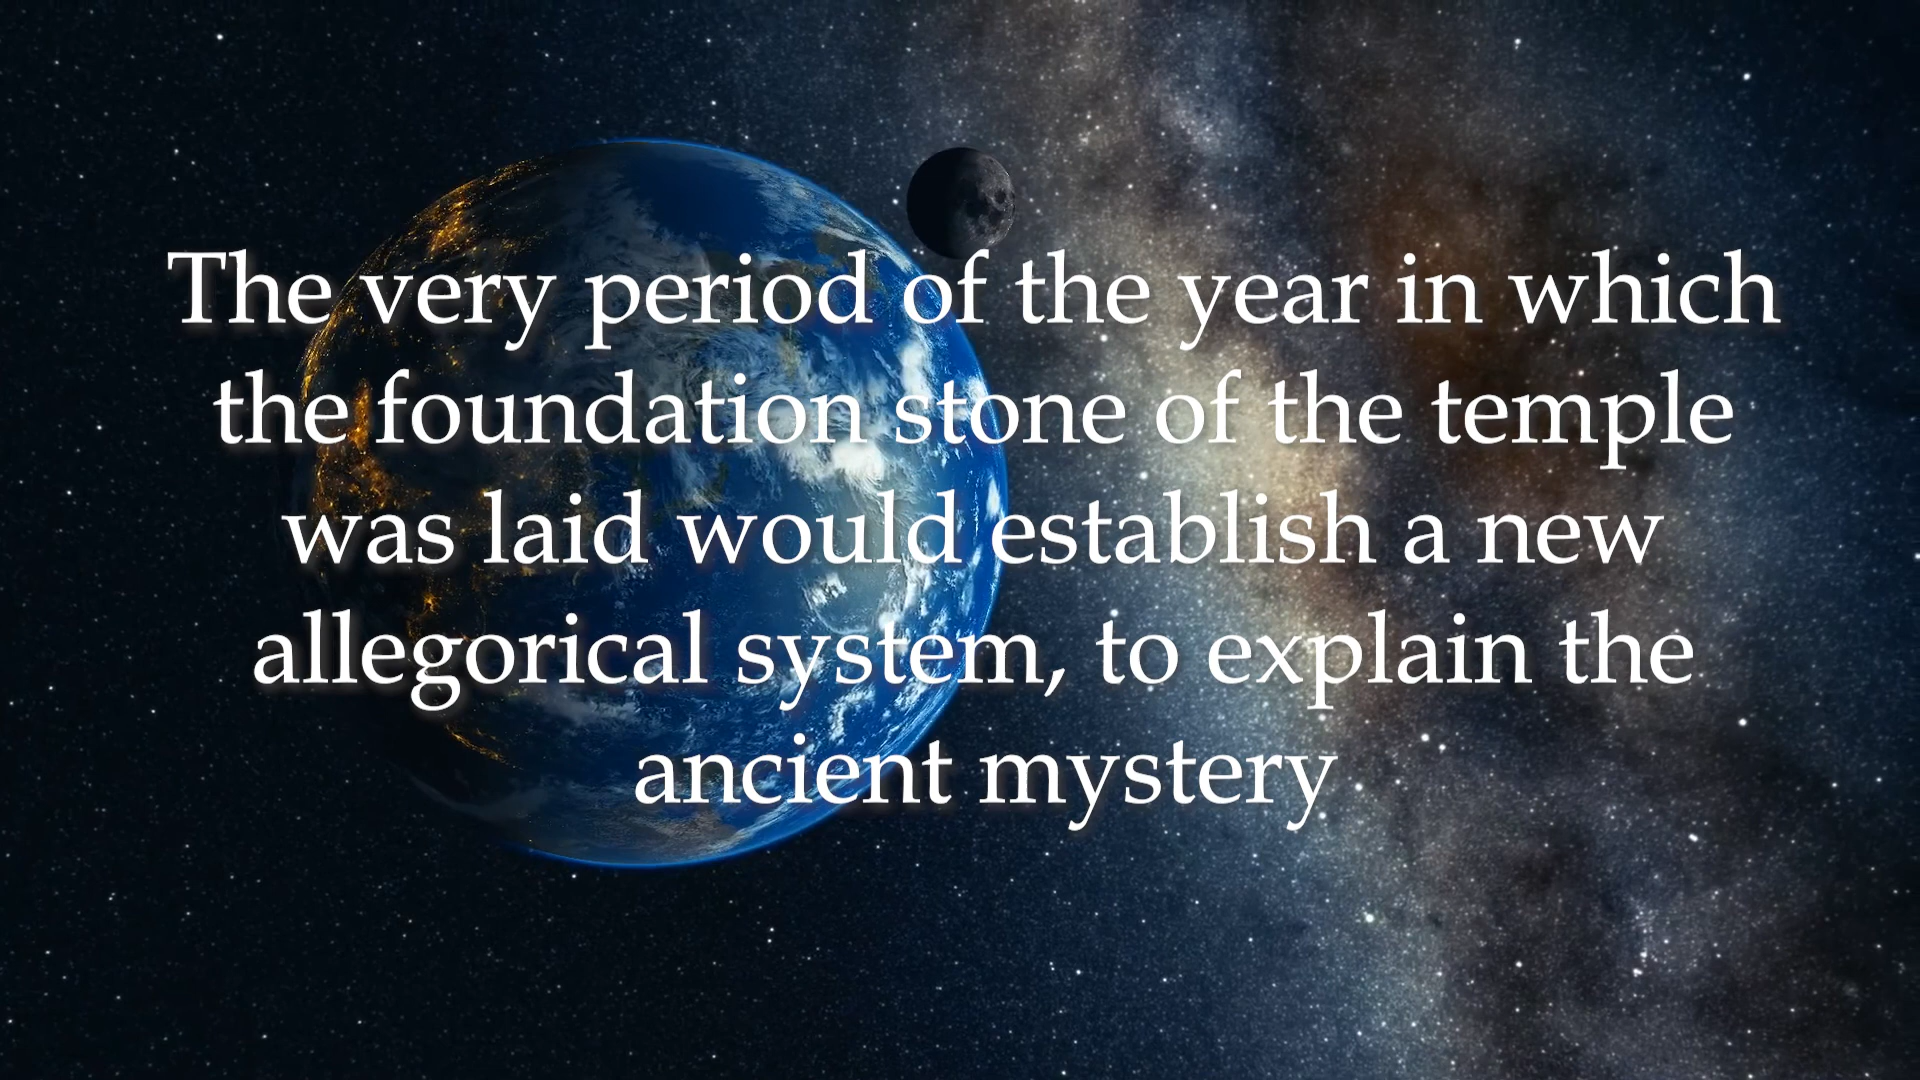 The very period of the year in which
the foundation stone of the temple
was laid would establish a new
allegorical system, to explain the
ancient mystery